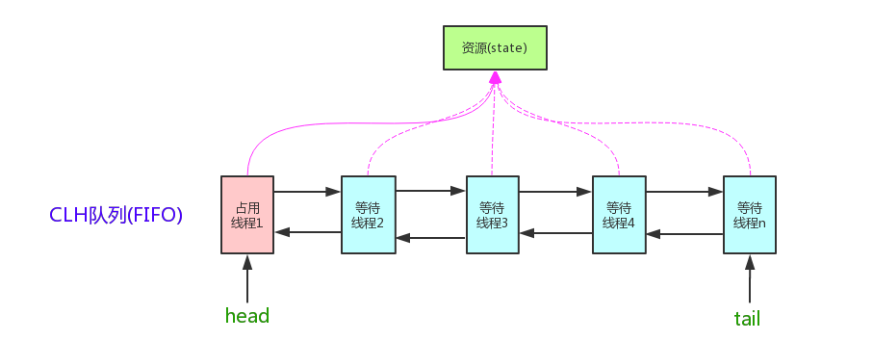 资源(state)
CLH队列(FIFO)
占用
线程1
等待
线程2
等待
线程3
等待
线程4
等待
线程n
head
tail